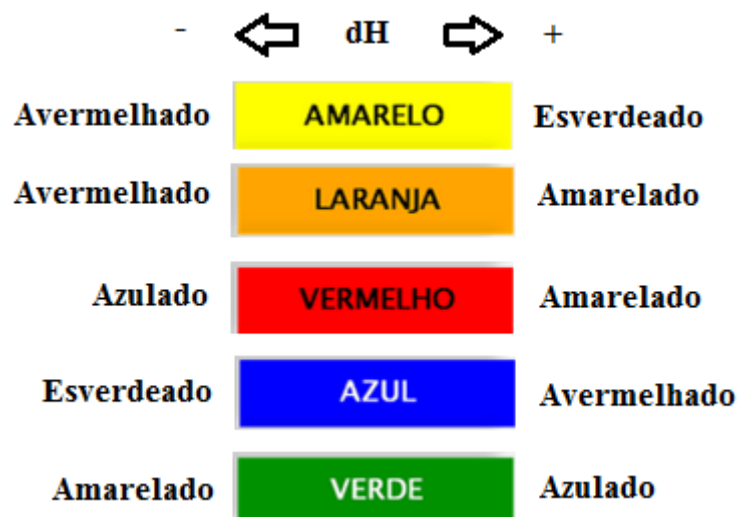 - dH +
Avermelhado AMARELO Esverdeado
Avermelhado LARANJA Amarelado
Azulado VERMELHO Amarelado
Esverdeado AZUL Avermelhado
Amarelado VERDE Azulado